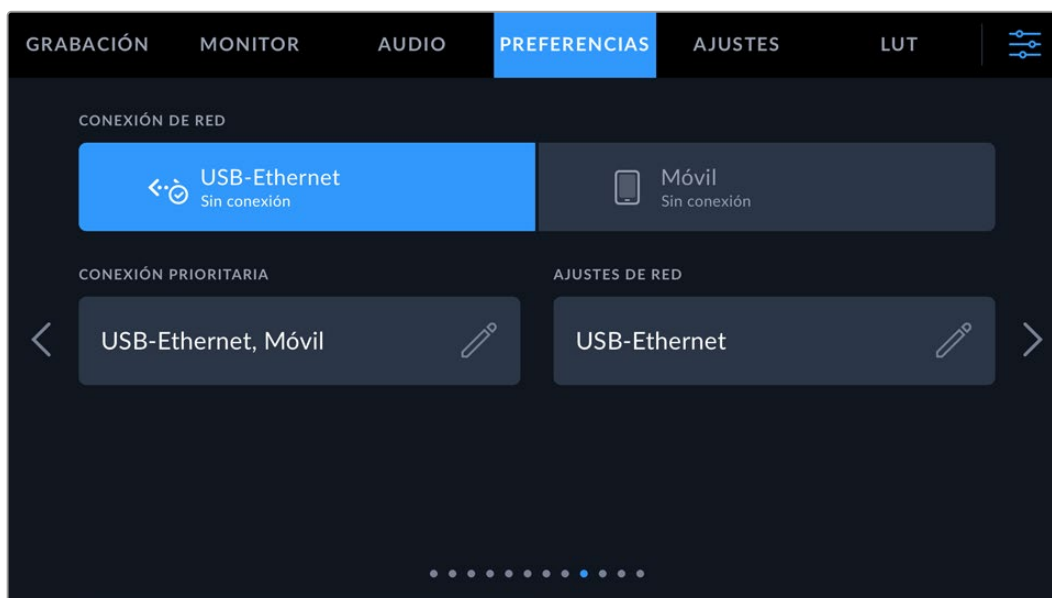 GRABACIÓN MONITOR AUDIO PREFERENCIAS AJUSTES LUT
CONEXIÓN DE RED
USB-Ethernet
Sin conexión
Móvil
Sin conexión
CONEXIÓN PRIORITARIA
USB-Ethernet, Móvil
AJUSTES DE RED
USB-Ethernet